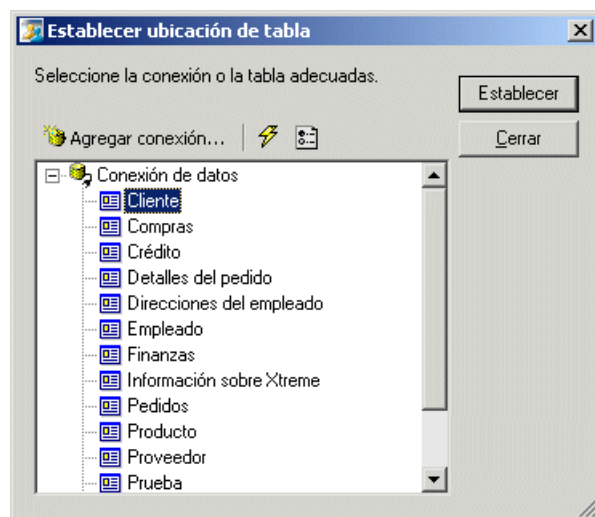 Establecer ubicación de tabla
Seleccione la conexión o la tabla adecuadas.
Establecer
Agregar conexión...
Cerrar
Conexión de datos
Cliente
Compras
Crédito
Detalles del pedido
Direcciones del empleado
Empleado
Finanzas
Información sobre Xtreme
Pedidos
Producto
Proveedor
Prueba